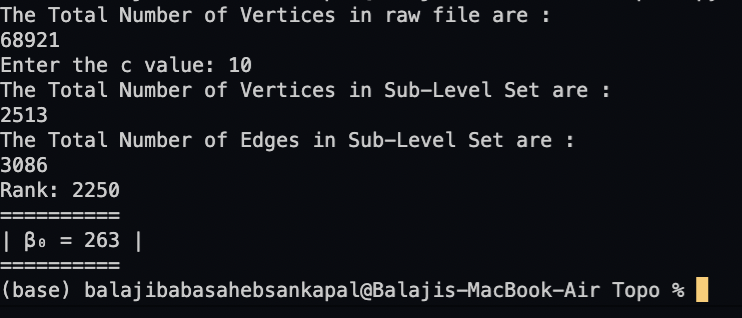 The Total Number of Vertices in raw file are :
68921
Enter the c value: 10
The Total Number of Vertices in Sub-Level Set are :
2513
The Total Number of Edges in Sub-Level Set are :
3086
Rank: 2250
==========
| β₀ = 263 |
==========
(base) balajibabasahebsankapal@Balajis-MacBook-Air Topo %